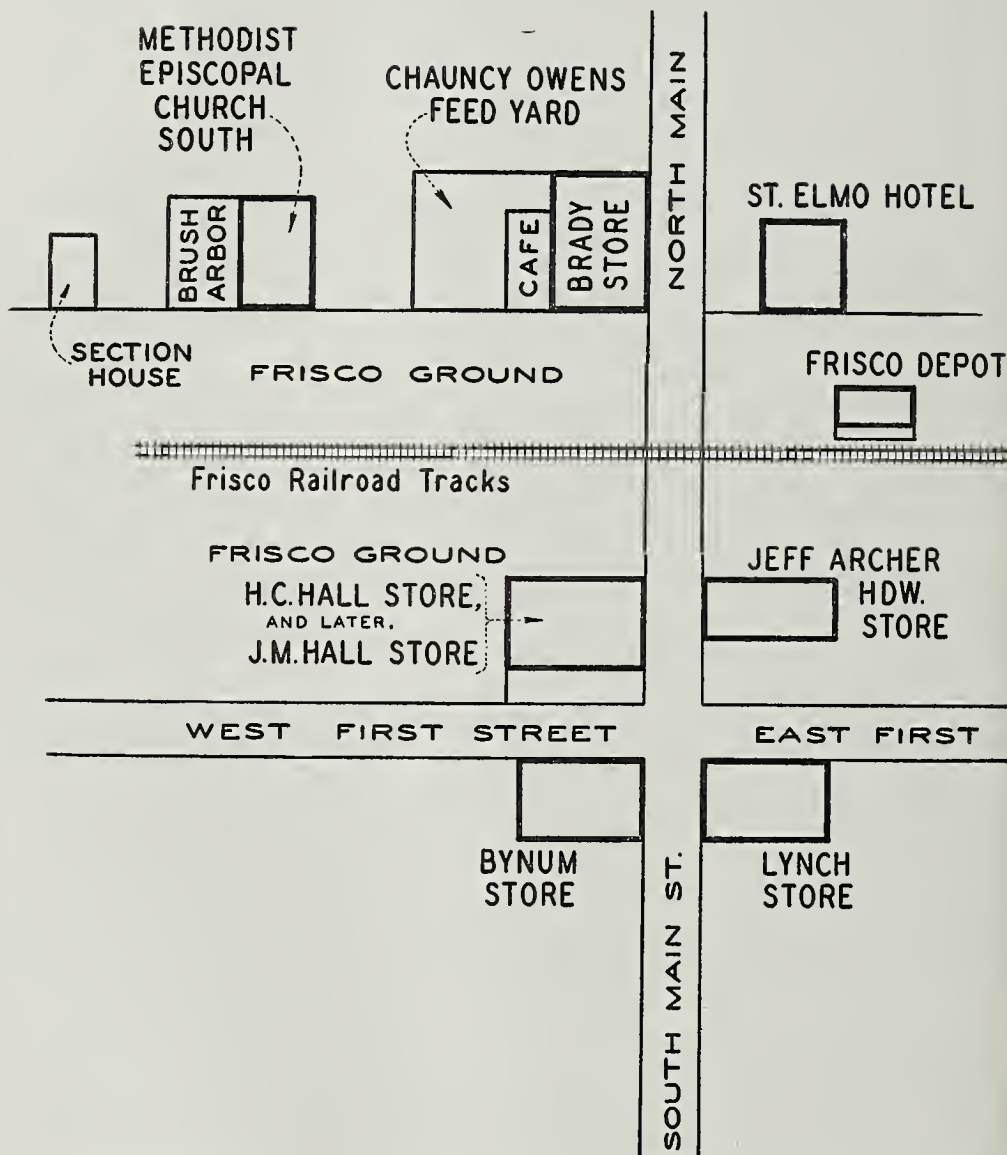 METHODIST
EPISCOPAL
CHURCH
SOUTH
CHAUNCY OWENS
FEED YARD
NORTH MAIN
ST. ELMO HOTEL
BRUSH
ARBOR
CAFE
BRADY
STORE
SECTION
HOUSE
FRISCO GROUND
FRISCO DEPOT
Frisco Railroad Tracks
FRISCO GROUND
H.C.HALL STORE,
AND LATER,
J.M.HALL STORE
JEFF ARCHER
HDW.
STORE
WEST FIRST STREET
EAST FIRST
BYNUM
STORE
LYNCH
STORE
SOUTH MAIN ST.